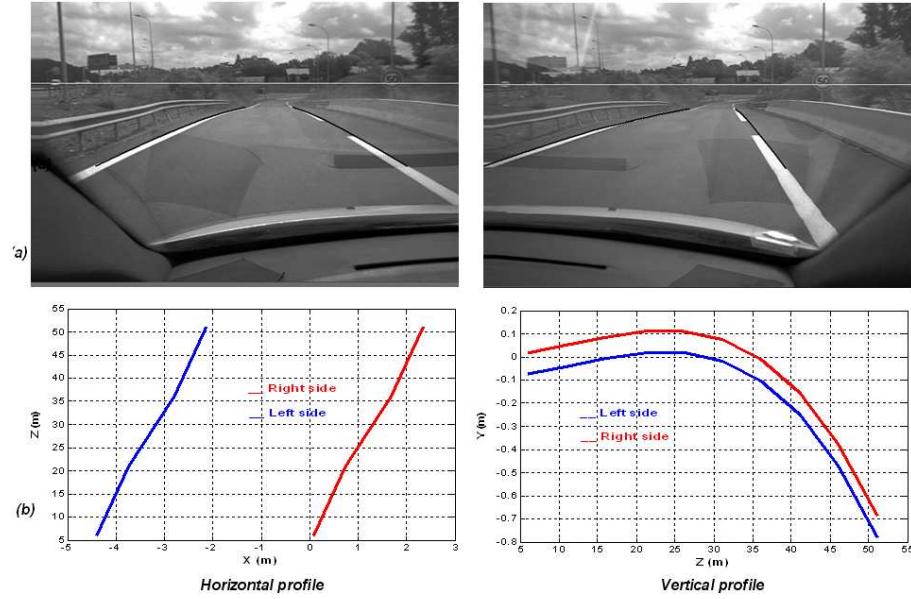 (a)
55
50
45
40
35
30
25
20
15
10
5
Z (m)
Right side
Left side
-5 -4 -3 -2 -1 0 1 2 3
X (m)
(b)
Horizontal profile
0.2
0.1
0
-0.1
-0.2
-0.3
-0.4
-0.5
-0.6
-0.7
-0.8
Y (m)
Left side
Right side
5 10 15 20 25 30 35 40 45 50 55
Z (m)
Vertical profile